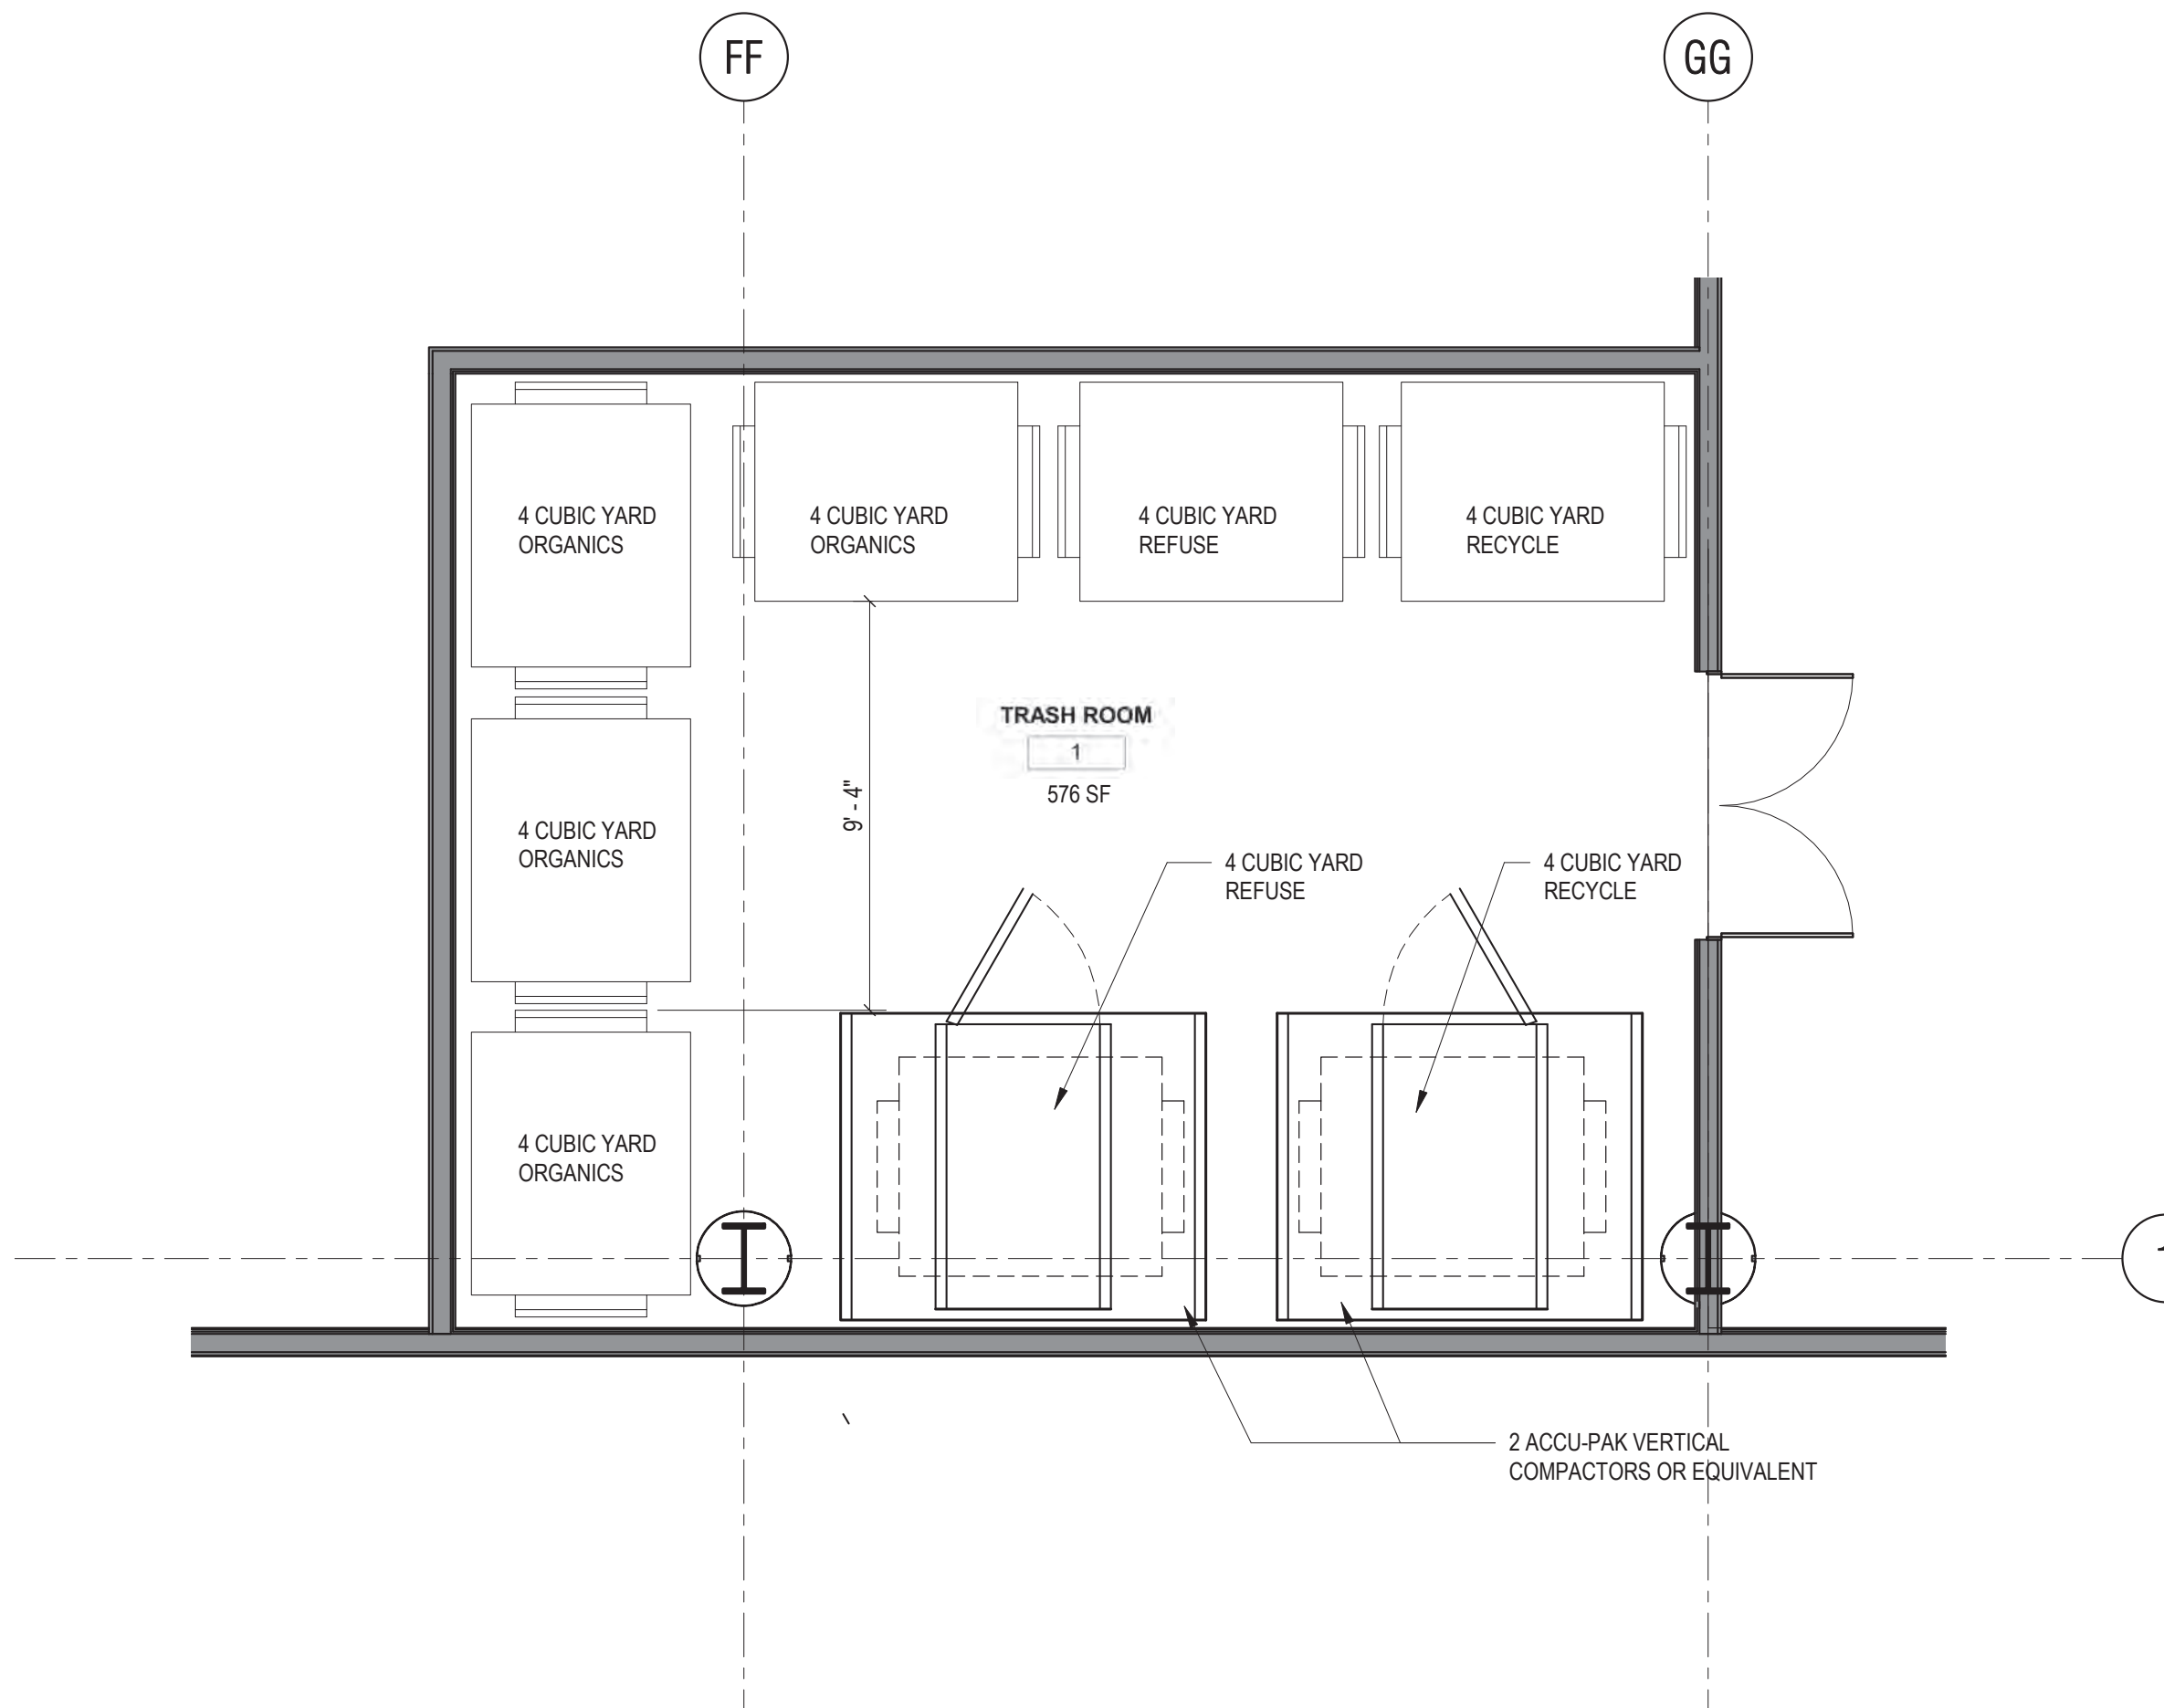 FF
GG
4 CUBIC YARD
ORGANICS
4 CUBIC YARD
ORGANICS
4 CUBIC YARD
REFUSE
4 CUBIC YARD
RECYCLE
TRASH ROOM
1
576 SF
9' - 4"
4 CUBIC YARD
ORGANICS
4 CUBIC YARD
REFUSE
4 CUBIC YARD
RECYCLE
4 CUBIC YARD
ORGANICS
2 ACCU-PAK VERTICAL
COMPACTORS OR EQUIVALENT